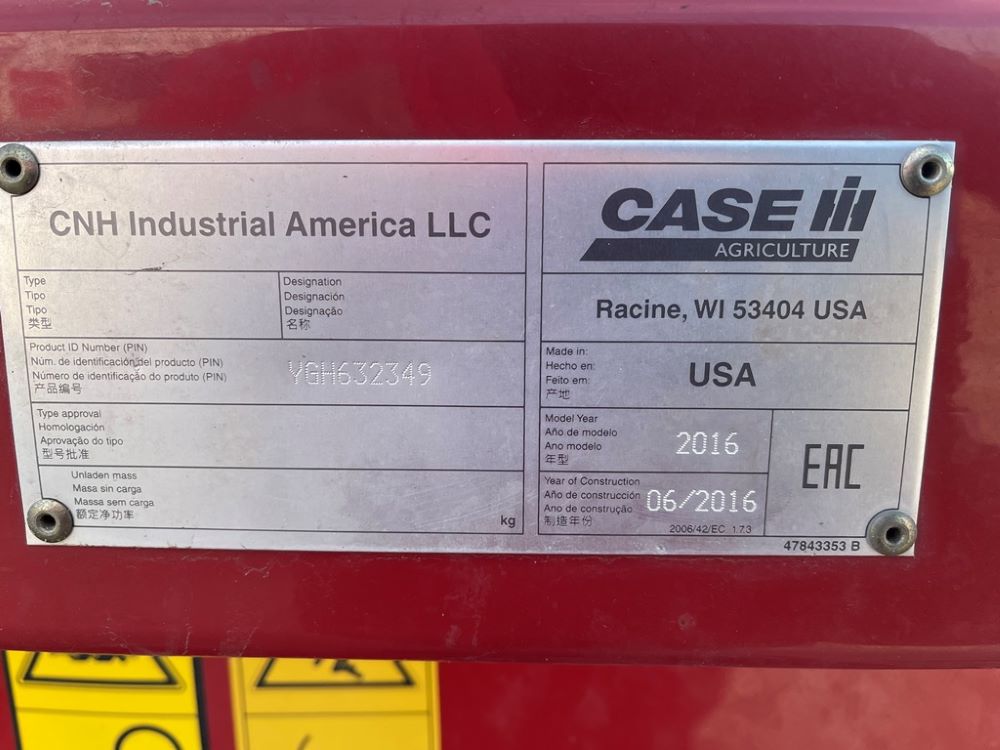 CNH Industrial America LLC
Type
Tipo
Tipo
类型
Designation
Designación
Designação
名称
Product ID Number (PIN)
Núm. de identificación del producto (PIN)
Número de identificação do produto (PIN)
产品编号
YGH632349
Type approval
Homologación
Aprovação do tipo
型号批准
Unladen mass
Masa sin carga
Massa sem carga
额定净功率
kg
CASE IH
AGRICULTURE
Racine, WI 53404 USA
Made in:
Hecho en:
Feito em:
产地
USA
Model Year
Año de modelo
Ano modelo
年型
2016
Year of Construction
Año de construcción
Ano de construção
制造年份
06/2016
2006/42/EC 1.7.3
EAC
47843353 B